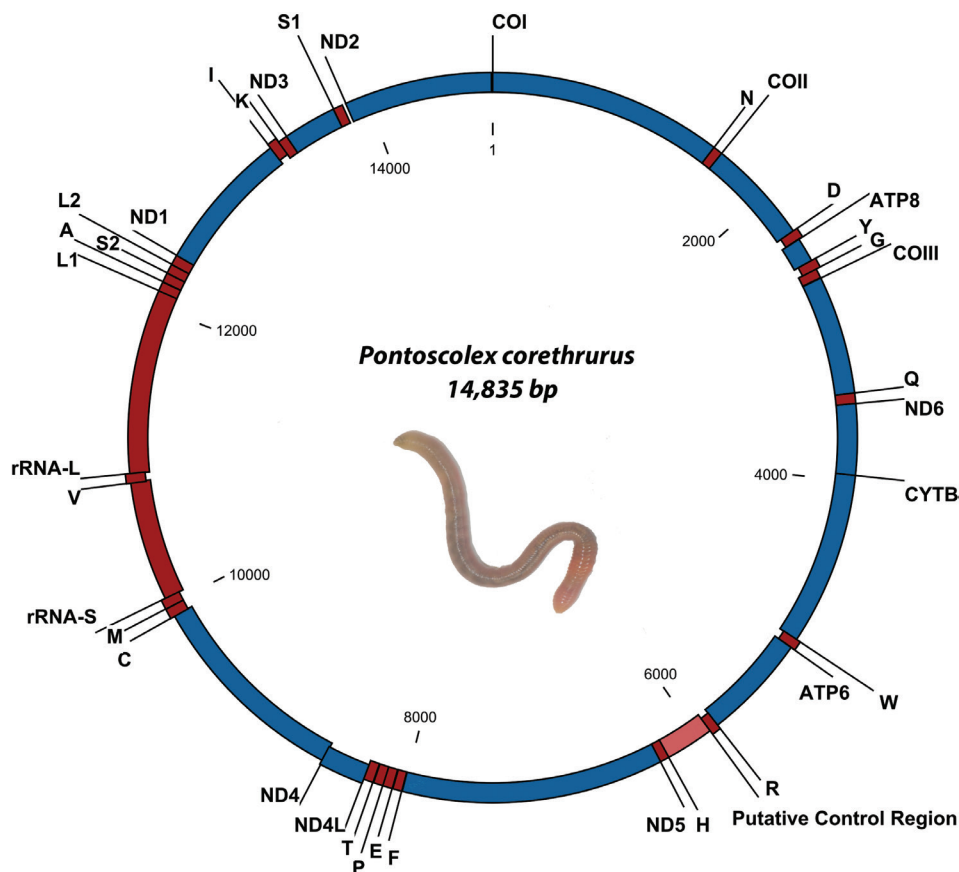 COI
S1
ND2
I
ND3
K
N
COII
14000
1
L2
ND1
A
S2
L1
D
ATP8
Y
G
COIII
2000
12000
Pontoscolex corethrurus
14,835 bp
Q
ND6
rRNA-L
V
4000
CYTB
10000
rRNA-S
M
C
6000
ATP6
W
8000
ND4
ND4L
T
P
E
F
ND5
H
R
Putative Control Region